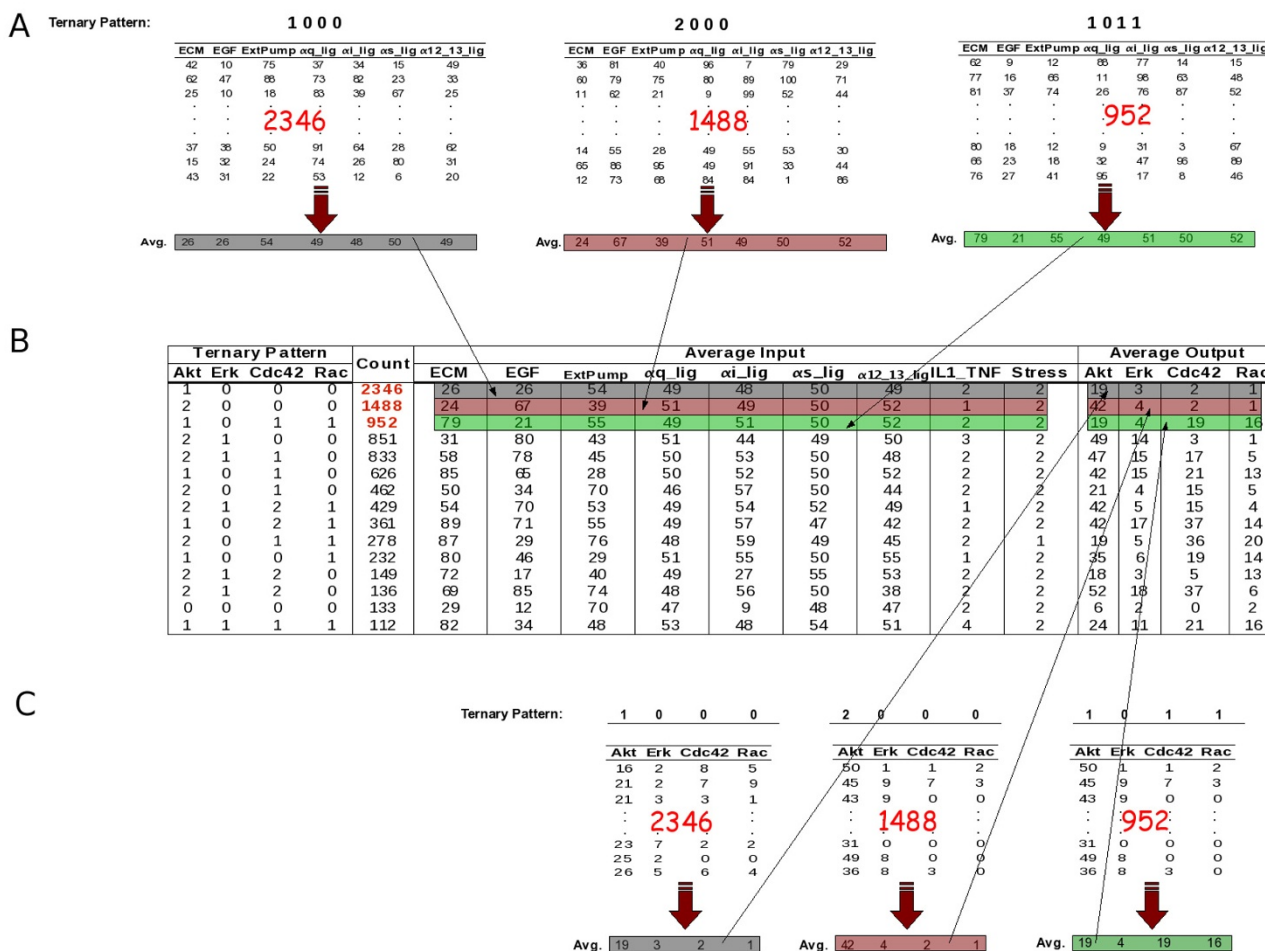 A
Ternary Pattern: 1 0 0 0 2 0 0 0 1 0 1 1
ECM EGF ExtPump αq_lig αi_lig αs_lig α12_13_lig ECM EGF ExtPump αq_lig αi_lig αs_lig α12_13_lig ECM EGF ExtPump αq_lig αi_lig αs_lig α12_13_lig
42 10 75 37 34 15 49 36 81 40 96 7 79 29 62 9 12 88 77 14 15
62 47 88 73 82 23 33 60 79 75 80 89 100 71 77 16 66 11 98 63 48
25 10 18 83 39 67 25 11 62 21 9 99 52 44 81 37 74 26 76 87 52
2346 1488 952
37 38 50 91 64 28 62 14 55 28 49 55 53 30 80 18 12 9 31 3 67
15 32 24 74 26 80 31 65 86 95 49 91 33 44 66 23 18 32 47 96 89
43 31 22 53 12 6 20 12 73 68 84 84 1 86 76 27 41 95 17 8 46
Avg. 26 26 54 49 48 50 49 Avg. 24 67 39 51 49 50 52 Avg. 79 21 55 49 51 50 52
B
Ternary Pattern Count Average Input Average Output
Akt Erk Cdc42 Rac ECM EGF ExtPump αq_lig αi_lig αs_lig α12_13_lig IL1_TNF Stress Akt Erk Cdc42 Rac
1 0 0 0 2346 26 26 54 49 48 50 49 2 2 19 3 2 1
2 0 0 0 1488 24 67 39 51 49 50 52 1 2 42 4 2 1
1 0 1 1 952 79 21 55 49 51 50 52 2 2 19 4 19 16
2 1 0 0 851 31 80 43 51 44 49 50 3 2 49 14 3 1
2 1 1 0 833 58 78 45 50 53 50 48 2 2 47 15 17 5
1 0 1 0 626 85 65 28 50 52 50 52 2 2 42 15 21 13
2 0 1 0 462 50 34 70 46 57 50 44 2 2 21 4 15 5
2 1 2 1 429 54 70 53 49 54 52 49 1 2 42 5 15 4
1 0 2 1 361 89 71 55 49 57 47 42 2 2 42 17 37 14
2 0 1 1 278 87 29 76 48 59 49 45 2 1 19 5 36 20
1 0 0 1 232 80 46 29 51 55 50 55 1 2 35 6 19 14
2 1 2 0 149 72 17 40 49 27 55 53 2 2 18 3 5 13
2 1 2 0 136 69 85 74 48 56 50 38 2 2 52 18 37 6
0 0 0 0 133 29 12 70 47 9 48 47 2 2 6 2 0 2
1 1 1 1 112 82 34 48 53 48 54 51 4 2 24 11 21 16
C
Ternary Pattern: 1 0 0 0 2 0 0 0 1 0 1 1
Akt Erk Cdc42 Rac Akt Erk Cdc42 Rac Akt Erk Cdc42 Rac
16 2 8 5 50 1 1 2 50 1 1 2
21 2 7 9 45 9 7 3 45 9 7 3
21 3 3 1 43 9 0 0 43 9 0 0
2346 1488 952
23 7 2 2 31 0 0 0 31 0 0 0
25 2 0 0 49 8 0 0 49 8 0 0
26 5 6 4 36 8 3 0 36 8 3 0
Avg. 19 3 2 1 Avg. 42 4 2 1 Avg. 19 4 19 16